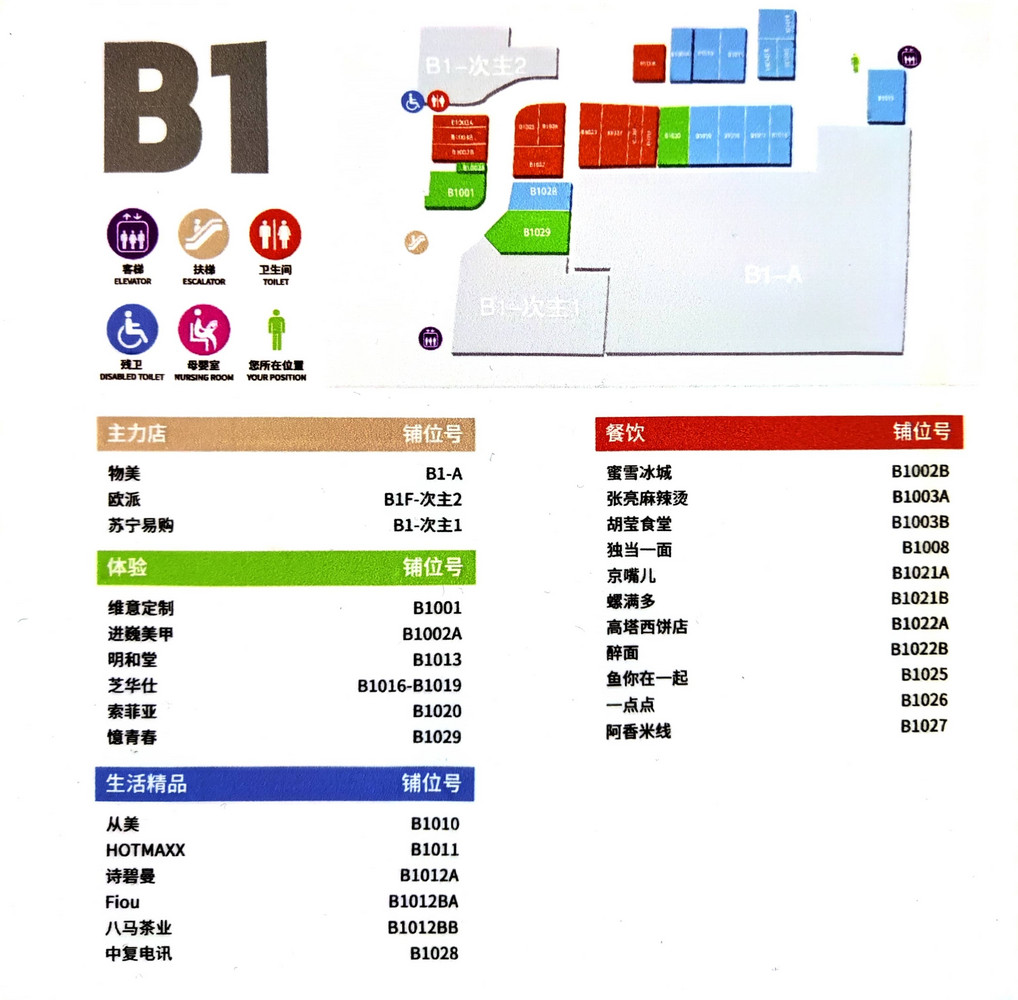 B1
客梯
ELEVATOR
扶梯
ESCALATOR
卫生间
TOILET
残卫
DISABLED TOILET
母婴室
NURSING ROOM
您所在位置
YOUR POSITION
B1-次主2
B1001
B1028
B1029
B1-次主1
B1-A
主力店 铺位号
物美 B1-A
欧派 B1F-次主2
苏宁易购 B1-次主1
体验 铺位号
维意定制 B1001
进巍美甲 B1002A
明和堂 B1013
芝华仕 B1016-B1019
索菲亚 B1020
憶青春 B1029
生活精品 铺位号
从美 B1010
HOTMAXX B1011
诗碧曼 B1012A
Fiou B1012BA
八马茶业 B1012BB
中复电讯 B1028
餐饮 铺位号
蜜雪冰城 B1002B
张亮麻辣烫 B1003A
胡莹食堂 B1003B
独当一面 B1008
京嘴儿 B1021A
螺满多 B1021B
高塔西饼店 B1022A
醉面 B1022B
鱼你在一起 B1025
一点点 B1026
阿香米线 B1027